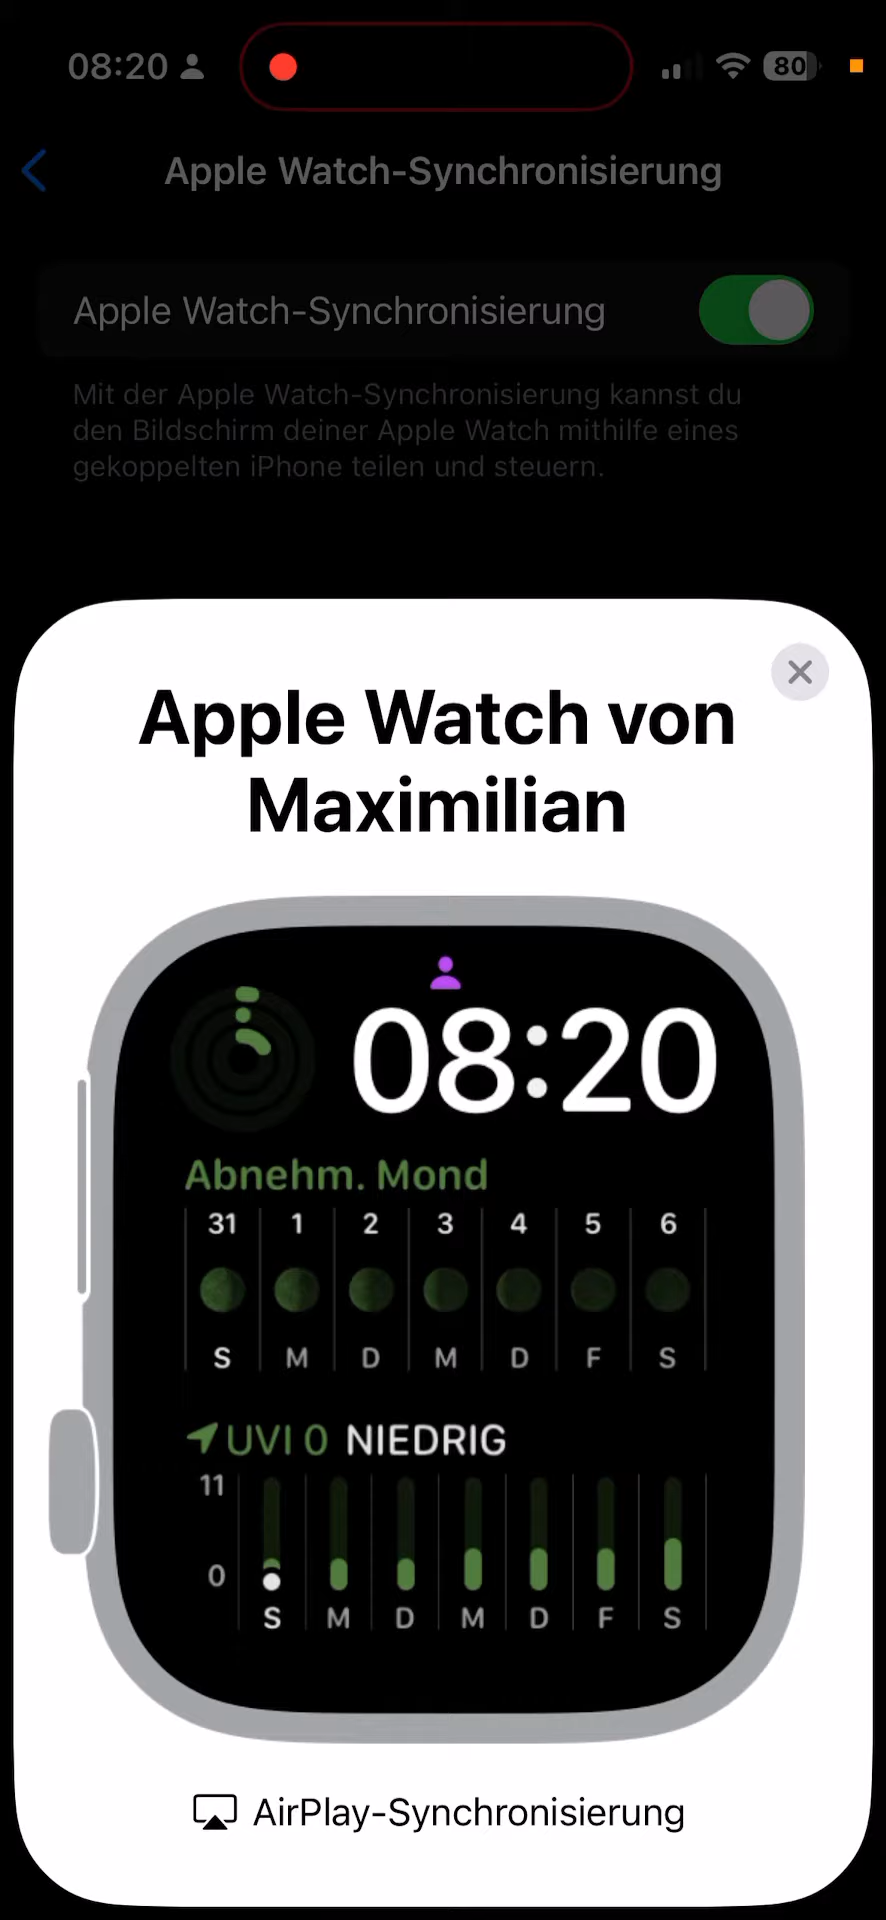 08:20
80
Apple Watch-Synchronisierung
Apple Watch-Synchronisierung
Mit der Apple Watch-Synchronisierung kannst du
den Bildschirm deiner Apple Watch mithilfe eines
gekoppelten iPhone teilen und steuern.
Apple Watch von
Maximilian
08:20
Abnehm. Mond
31 1 2 3 4 5 6
S M D M D F S
UVI 0 NIEDRIG
11
0
S M D M D F S
AirPlay-Synchronisierung